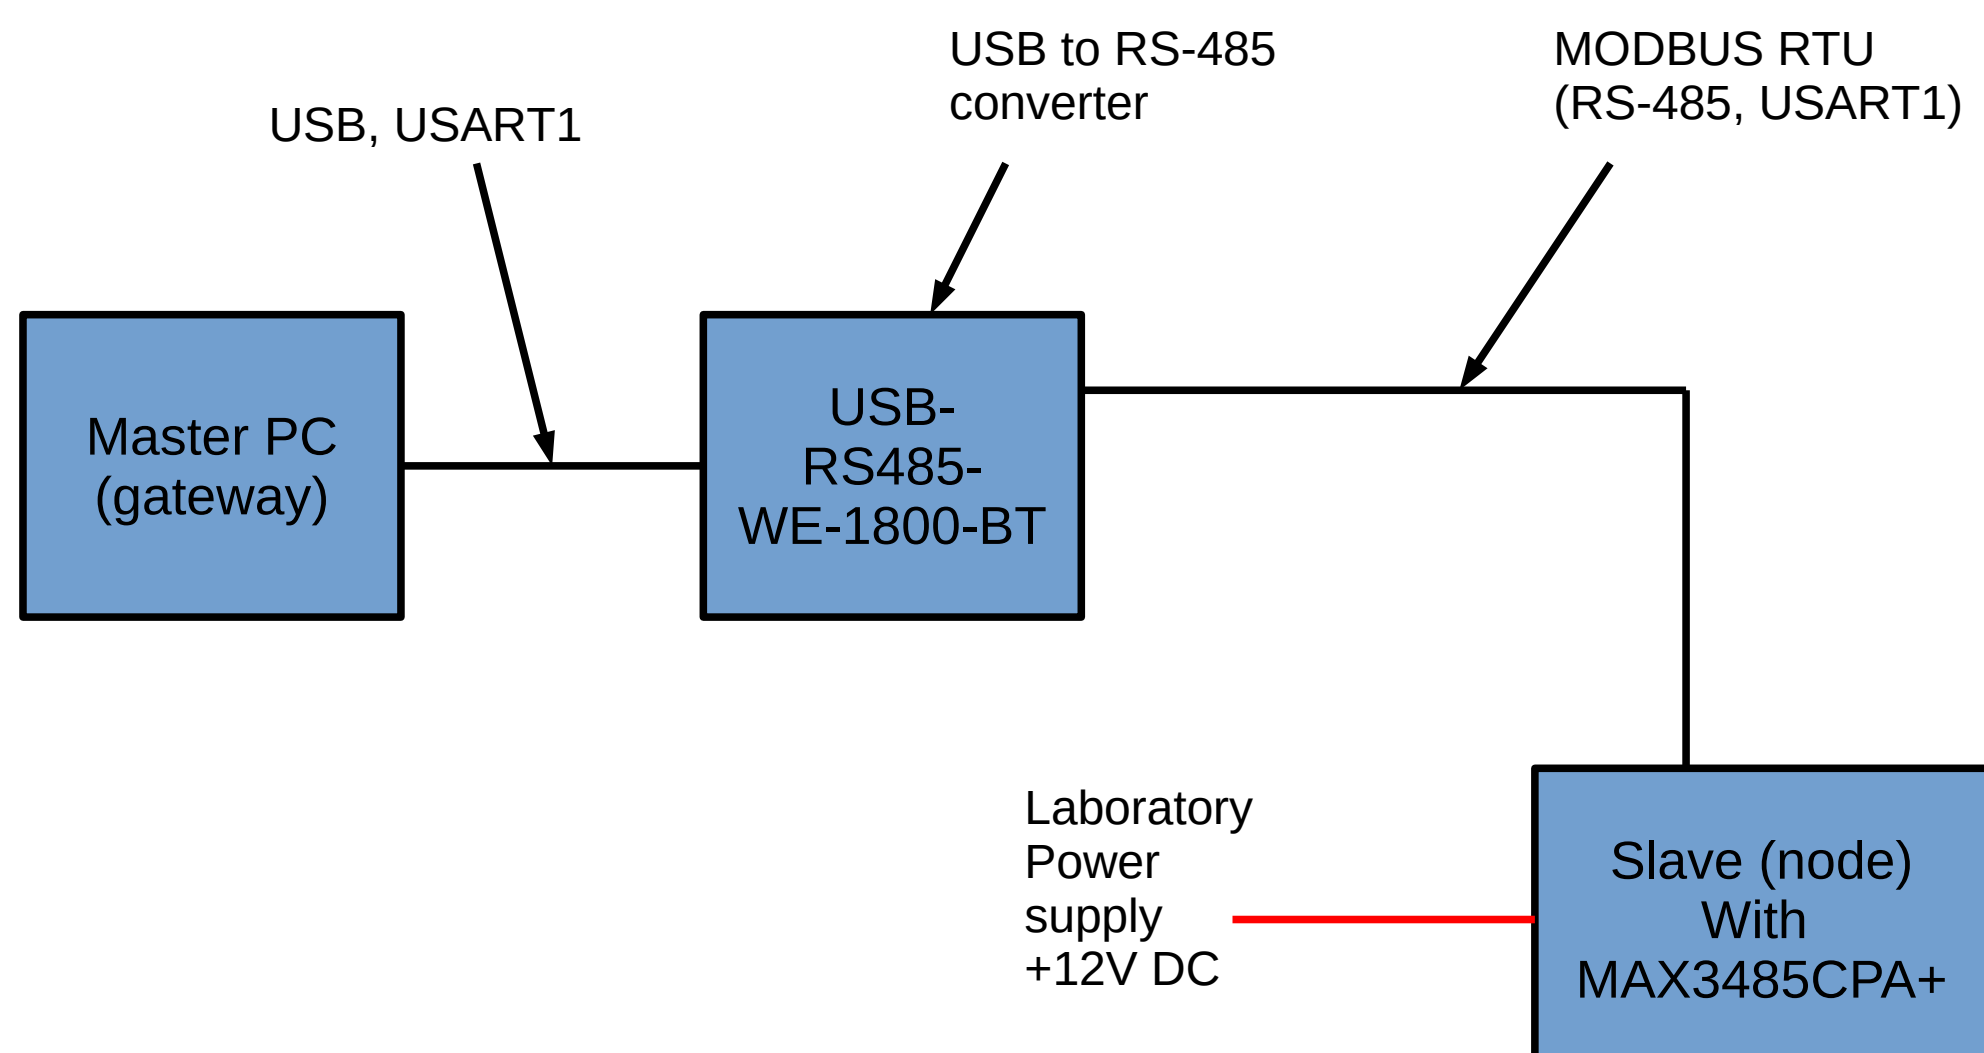 USB to RS-485
converter
MODBUS RTU
(RS-485, USART1)
USB, USART1
Master PC
(gateway)
USB-
RS485-
WE-1800-BT
Laboratory
Power
supply
+12V DC
Slave (node)
With
MAX3485CPA+